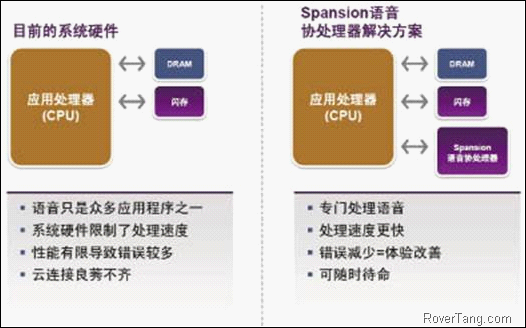 目前的系统硬件
应用处理器
(CPU)
DRAM
闪存
语音只是众多应用程序之一
系统硬件限制了处理速度
性能有限导致错误较多
云连接良莠不齐
Spansion语音
协处理器解决方案
应用处理器
(CPU)
DRAM
闪存
Spansion
语音协处理器
专门处理语音
处理速度更快
错误减少=体验改善
可随时待命
RoverTang.com